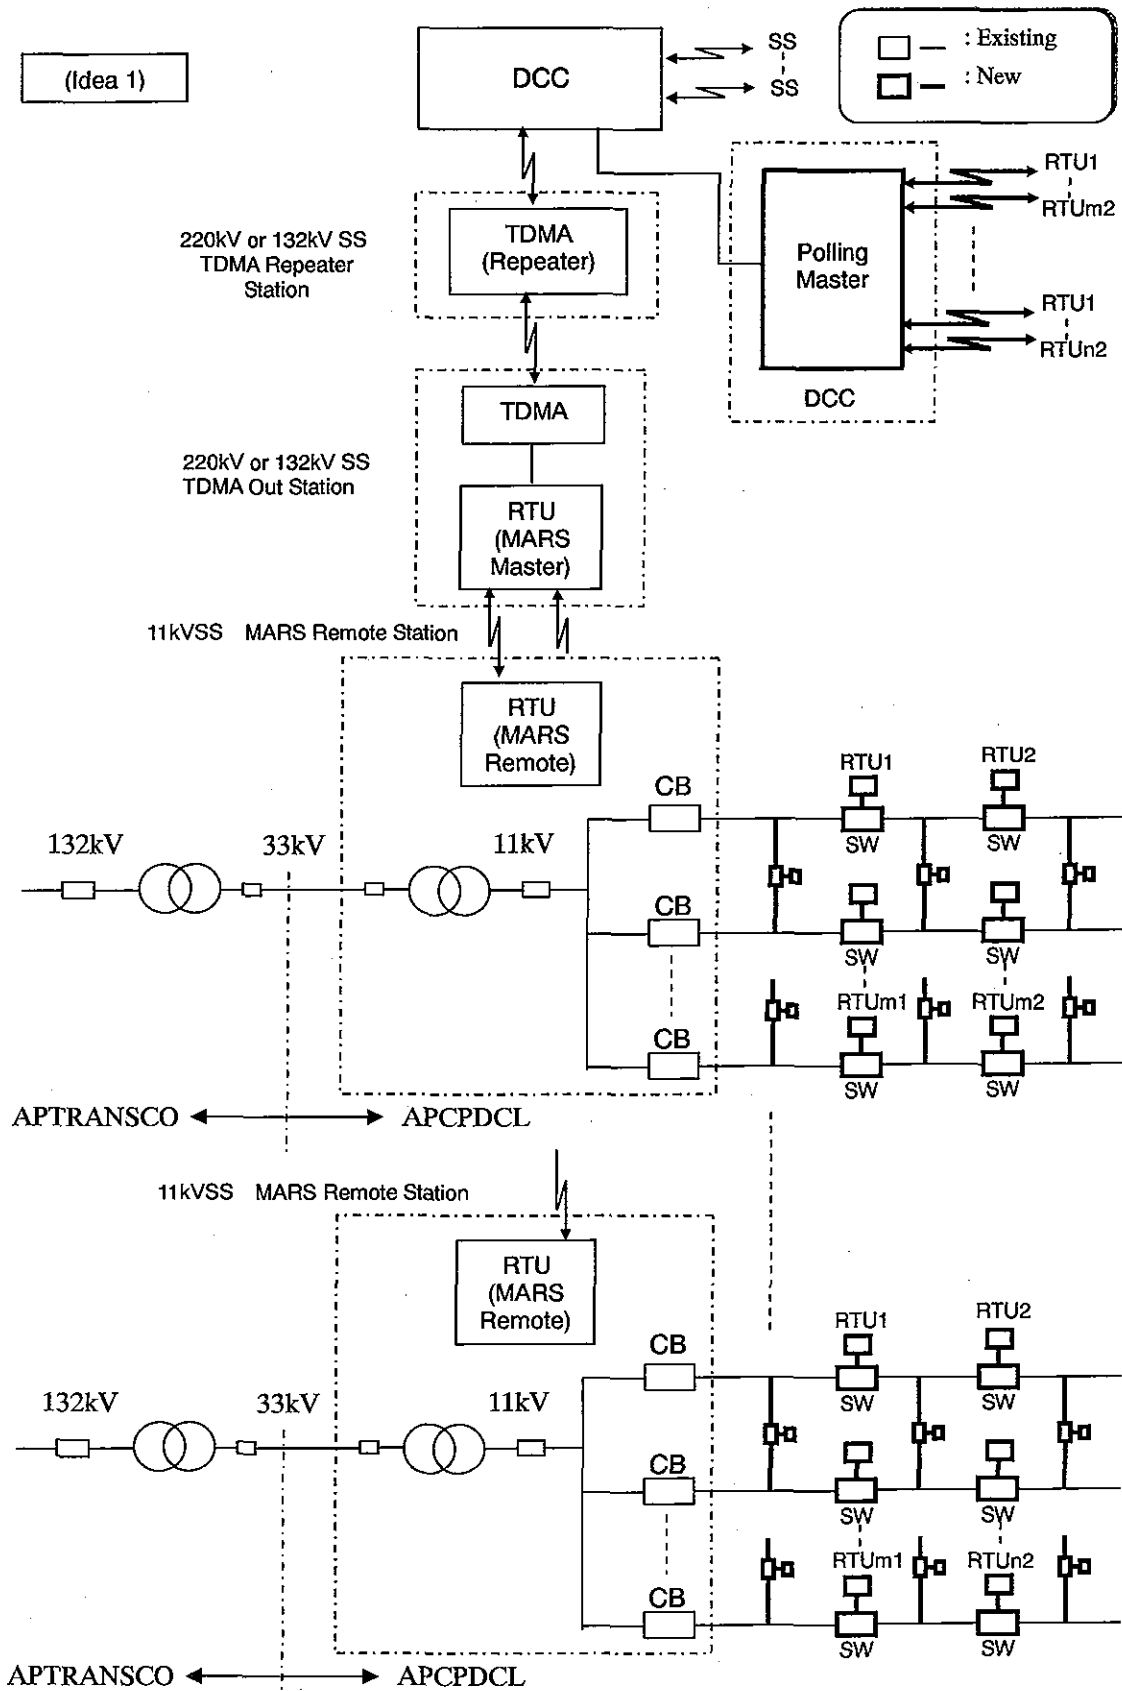 (Idea 1)
DCC
SS
SS
: Existing
: New
220kV or 132kV SS
TDMA Repeater
Station
TDMA
(Repeater)
Polling
Master
DCC
RTU1
RTUm2
RTU1
RTUn2
220kV or 132kV SS
TDMA Out Station
TDMA
RTU
(MARS
Master)
11kVSS MARS Remote Station
RTU
(MARS
Remote)
132kV
33kV
11kV
CB
CB
CB
RTU1
RTU2
SW
SW
SW
SW
RTUm1
RTUm2
SW
SW
APTRANSCO
APCPDCL
11kVSS MARS Remote Station
RTU
(MARS
Remote)
132kV
33kV
11kV
CB
CB
CB
RTU1
RTU2
SW
SW
SW
SW
RTUm1
RTUn2
SW
SW
APTRANSCO
APCPDCL